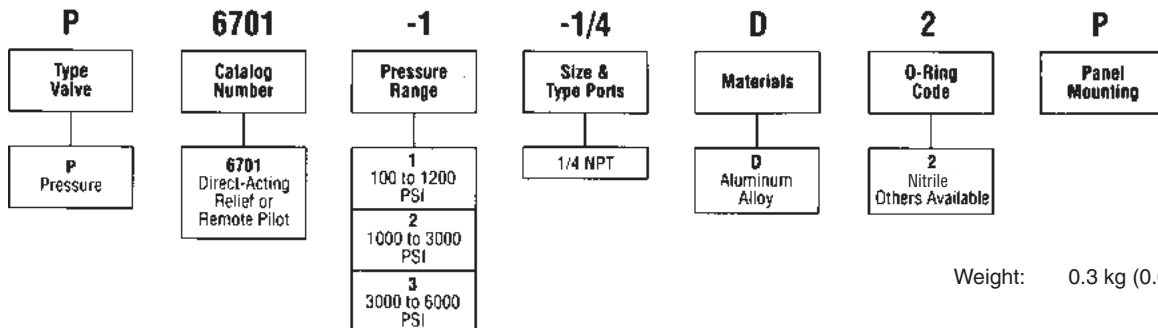 P 6701 -1 -1/4 D 2 P
Type
Valve
Catalog
Number
Pressure
Range
Size &
Type Ports
Materials
O-Ring
Code
Panel
Mounting
P
Pressure
6701
Direct-Acting
Relief or
Remote Pilot
1
100 to 1200
PSI
2
1000 to 3000
PSI
3
3000 to 6000
PSI
1/4 NPT
D
Aluminum
Alloy
2
Nitrile
Others Available
Weight: 0.3 kg (0.